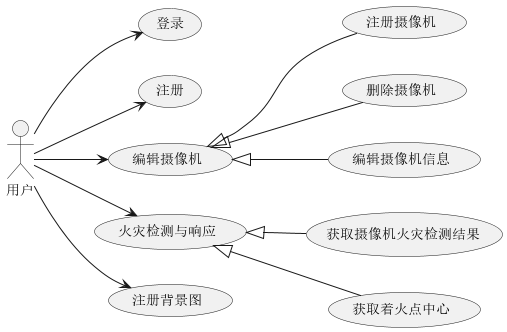 登录
注册
用户
编辑摄像机
火灾检测与响应
注册背景图
注册摄像机
删除摄像机
编辑摄像机信息
获取摄像机火灾检测结果
获取着火点中心